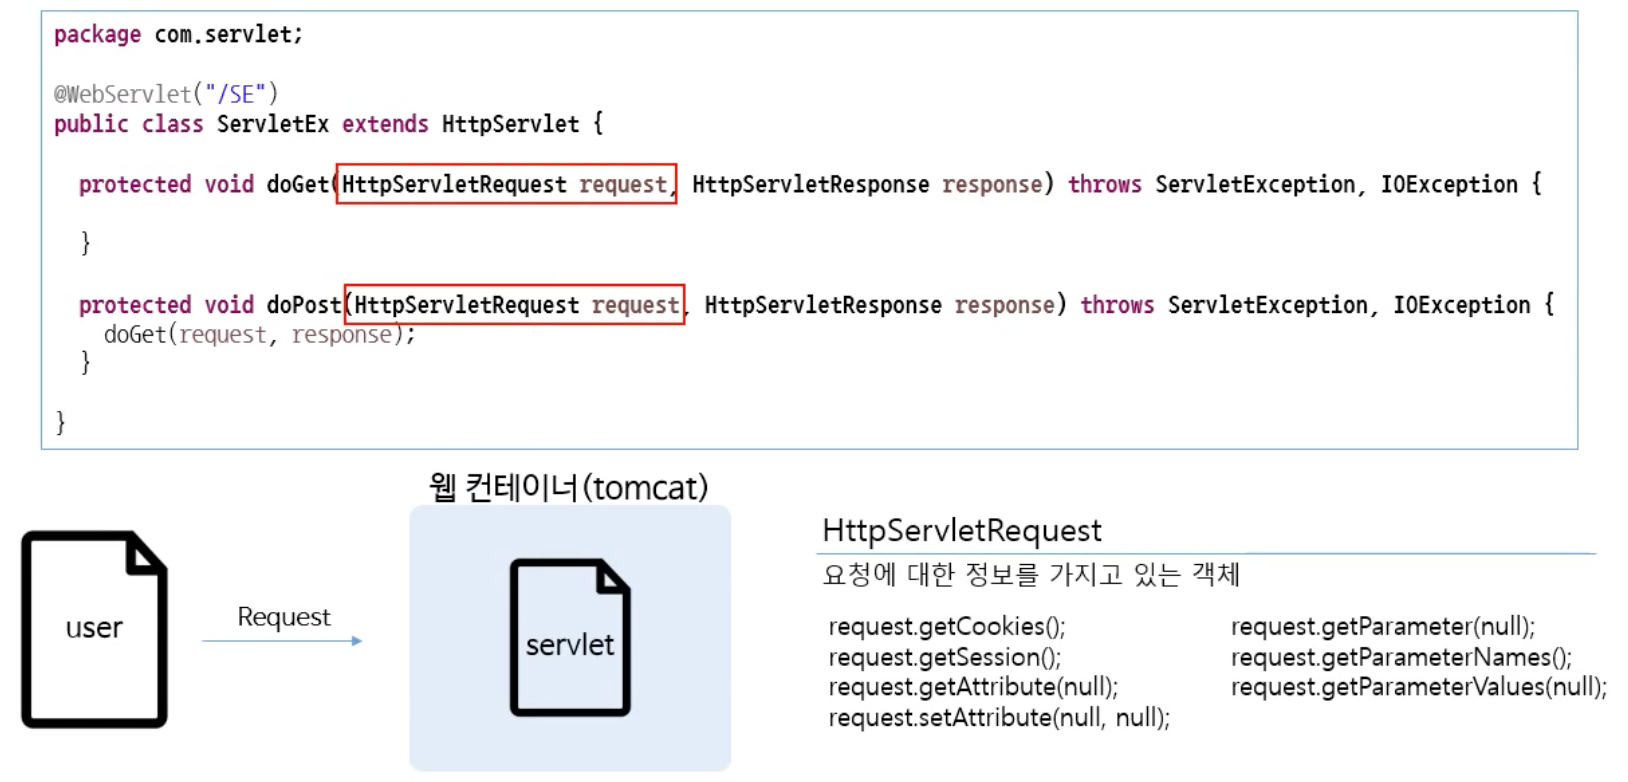 package com.servlet;
@WebServlet("/SE")
public class ServletEx extends HttpServlet {
protected void doGet(HttpServletRequest request, HttpServletResponse response) throws ServletException, IOException {
}
protected void doPost(HttpServletRequest request, HttpServletResponse response) throws ServletException, IOException {
doGet(request, response);
}
}
웹 컨테이너(tomcat)
user
Request
servlet
HttpServletRequest
요청에 대한 정보를 가지고 있는 객체
request.getCookies();
request.getSession();
request.getAttribute(null);
request.setAttribute(null, null);
request.getParameter(null);
request.getParameterNames();
request.getParameterValues(null);